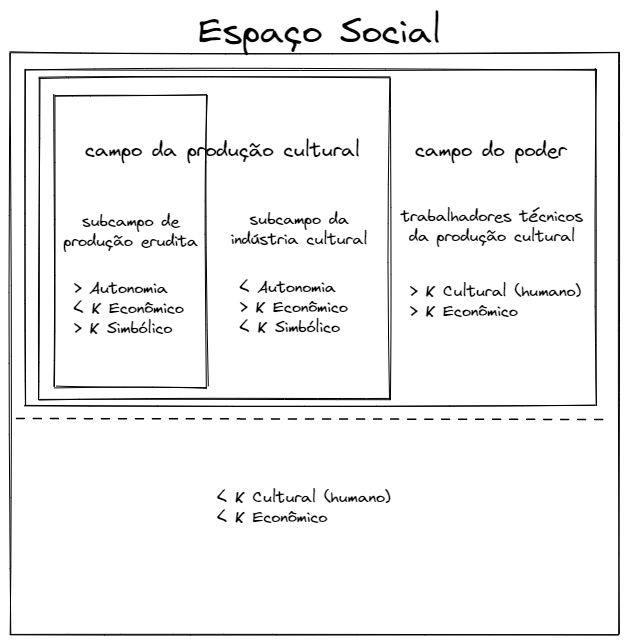 Espaço Social
campo da produção cultural
campo do poder
subcampo de
produção erudita
> Autonomia
< K Econômico
> K Simbólico
subcampo da
indústria cultural
< Autonomia
> K Econômico
< K Simbólico
trabalhadores técnicos
da produção cultural
> K Cultural (humano)
> K Econômico
< K Cultural (humano)
< K Econômico